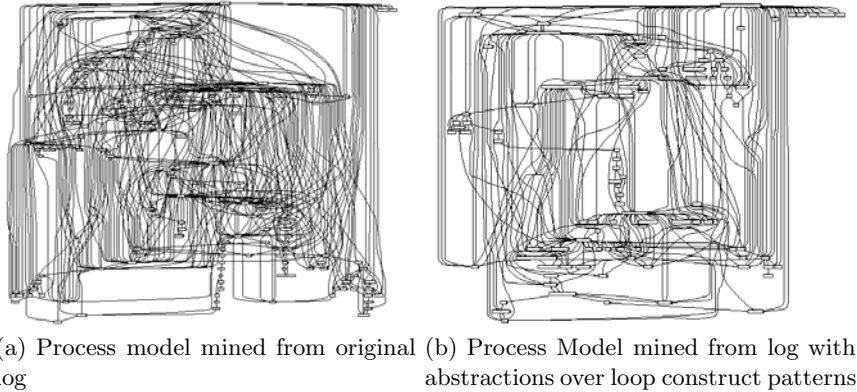 (a) Process model mined from original
log
(b) Process Model mined from log with
abstractions over loop construct patterns